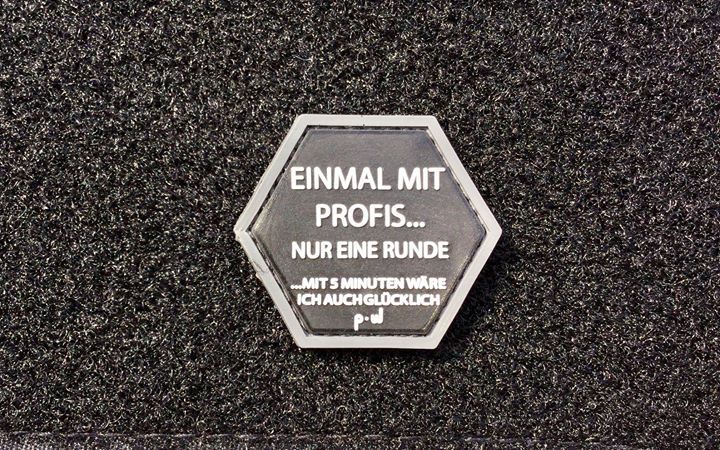 EINMAL MIT
PROFIS...
NUR EINE RUNDE
...MIT 5 MINUTEN WÄRE
ICH AUCH GLÜCKLICH